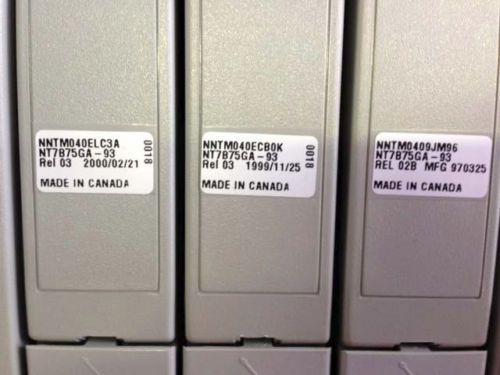 NNTM040ELC3A
NT7B75GA-93
Rel 03 2000/02/21
0018
MADE IN CANADA
NNTM040ECB0K
NT7B75GA-93
Rel 03 1999/11/25
0018
MADE IN CANADA
NNTM0409JM96
NT7B75GA-93
REL 02B MFG 970325
MADE IN CANADA